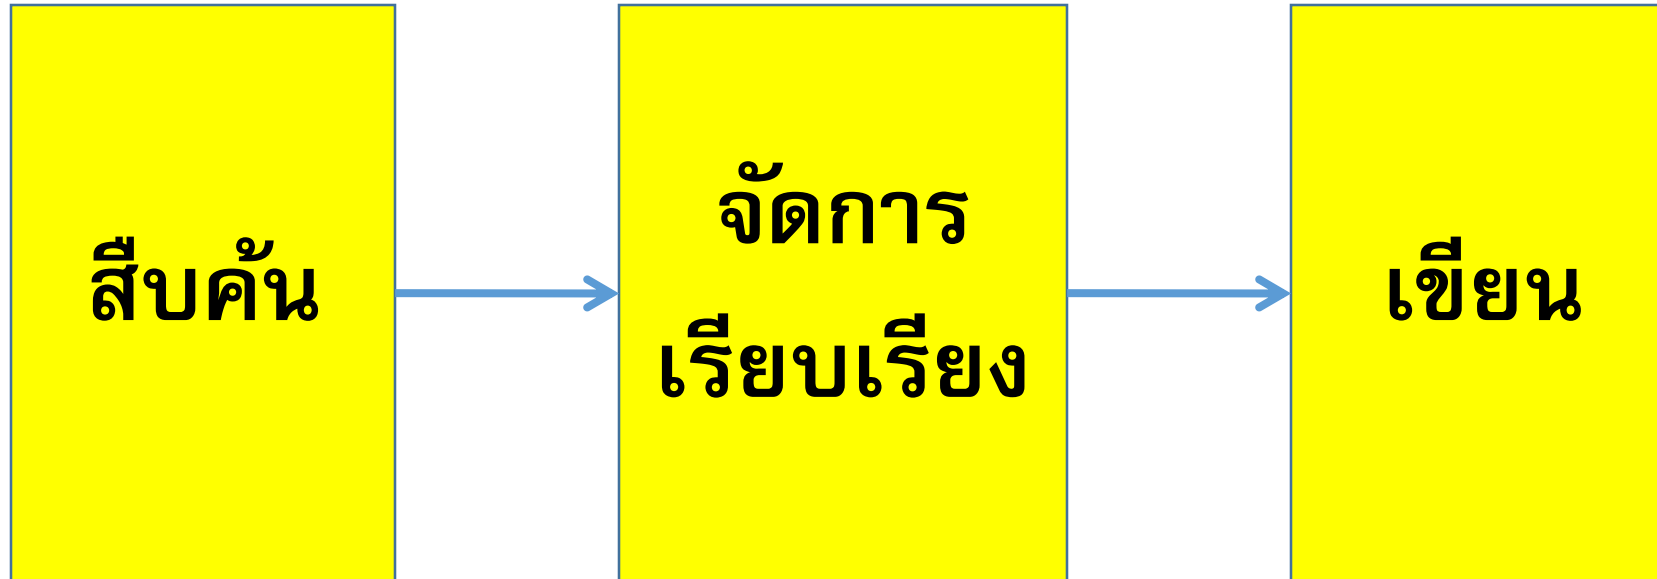 สืบค้น
จัดการ
เรียบเรียง
เขียน